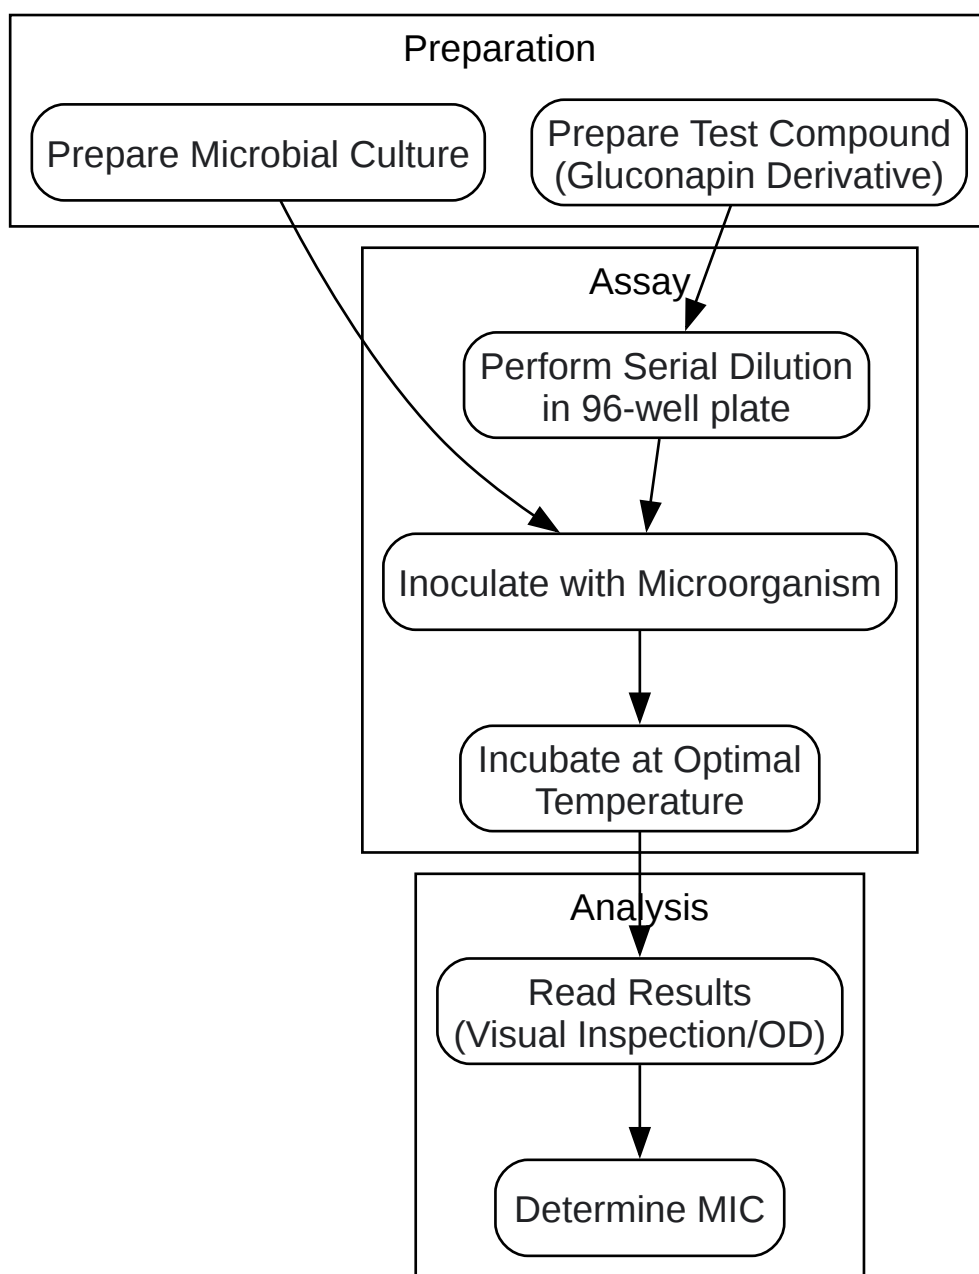 Preparation
Prepare Microbial Culture
Prepare Test Compound
(Gluconapin Derivative)
Assay
Perform Serial Dilution
in 96-well plate
Inoculate with Microorganism
Incubate at Optimal
Temperature
Analysis
Read Results
(Visual Inspection/OD)
Determine MIC